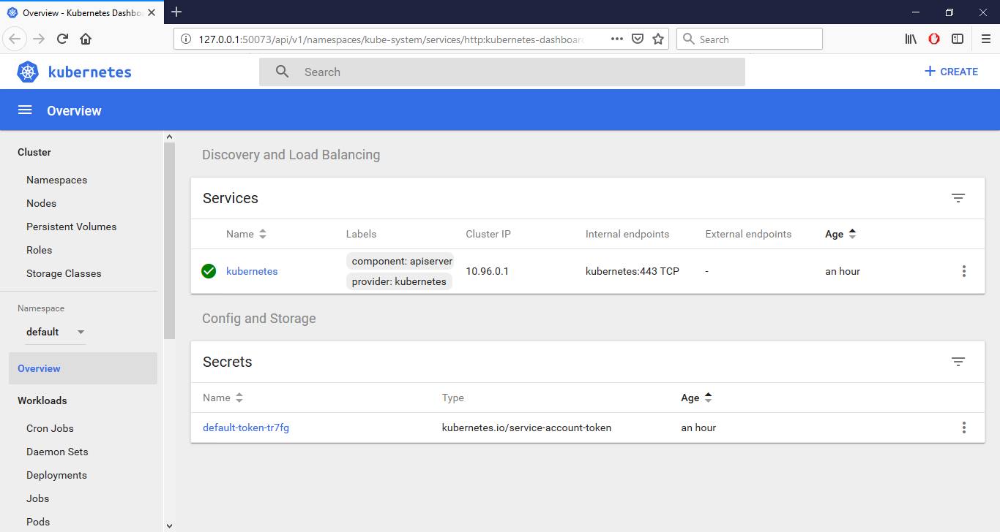 Overview - Kubernetes Dashbo
127.0.0.1:50073/api/v1/namespaces/kube-system/services/http:kubernetes-dashboard
Search
kubernetes
Search
CREATE
Overview
Cluster
Namespaces
Nodes
Persistent Volumes
Roles
Storage Classes
Namespace
default
Overview
Workloads
Cron Jobs
Daemon Sets
Deployments
Jobs
Pods
Discovery and Load Balancing
Services
Name Labels Cluster IP Internal endpoints External endpoints Age
component: apiserver
kubernetes 10.96.0.1 kubernetes:443 TCP - an hour
provider: kubernetes
Config and Storage
Secrets
Name Type Age
default-token-tr7fg kubernetes.io/service-account-token an hour